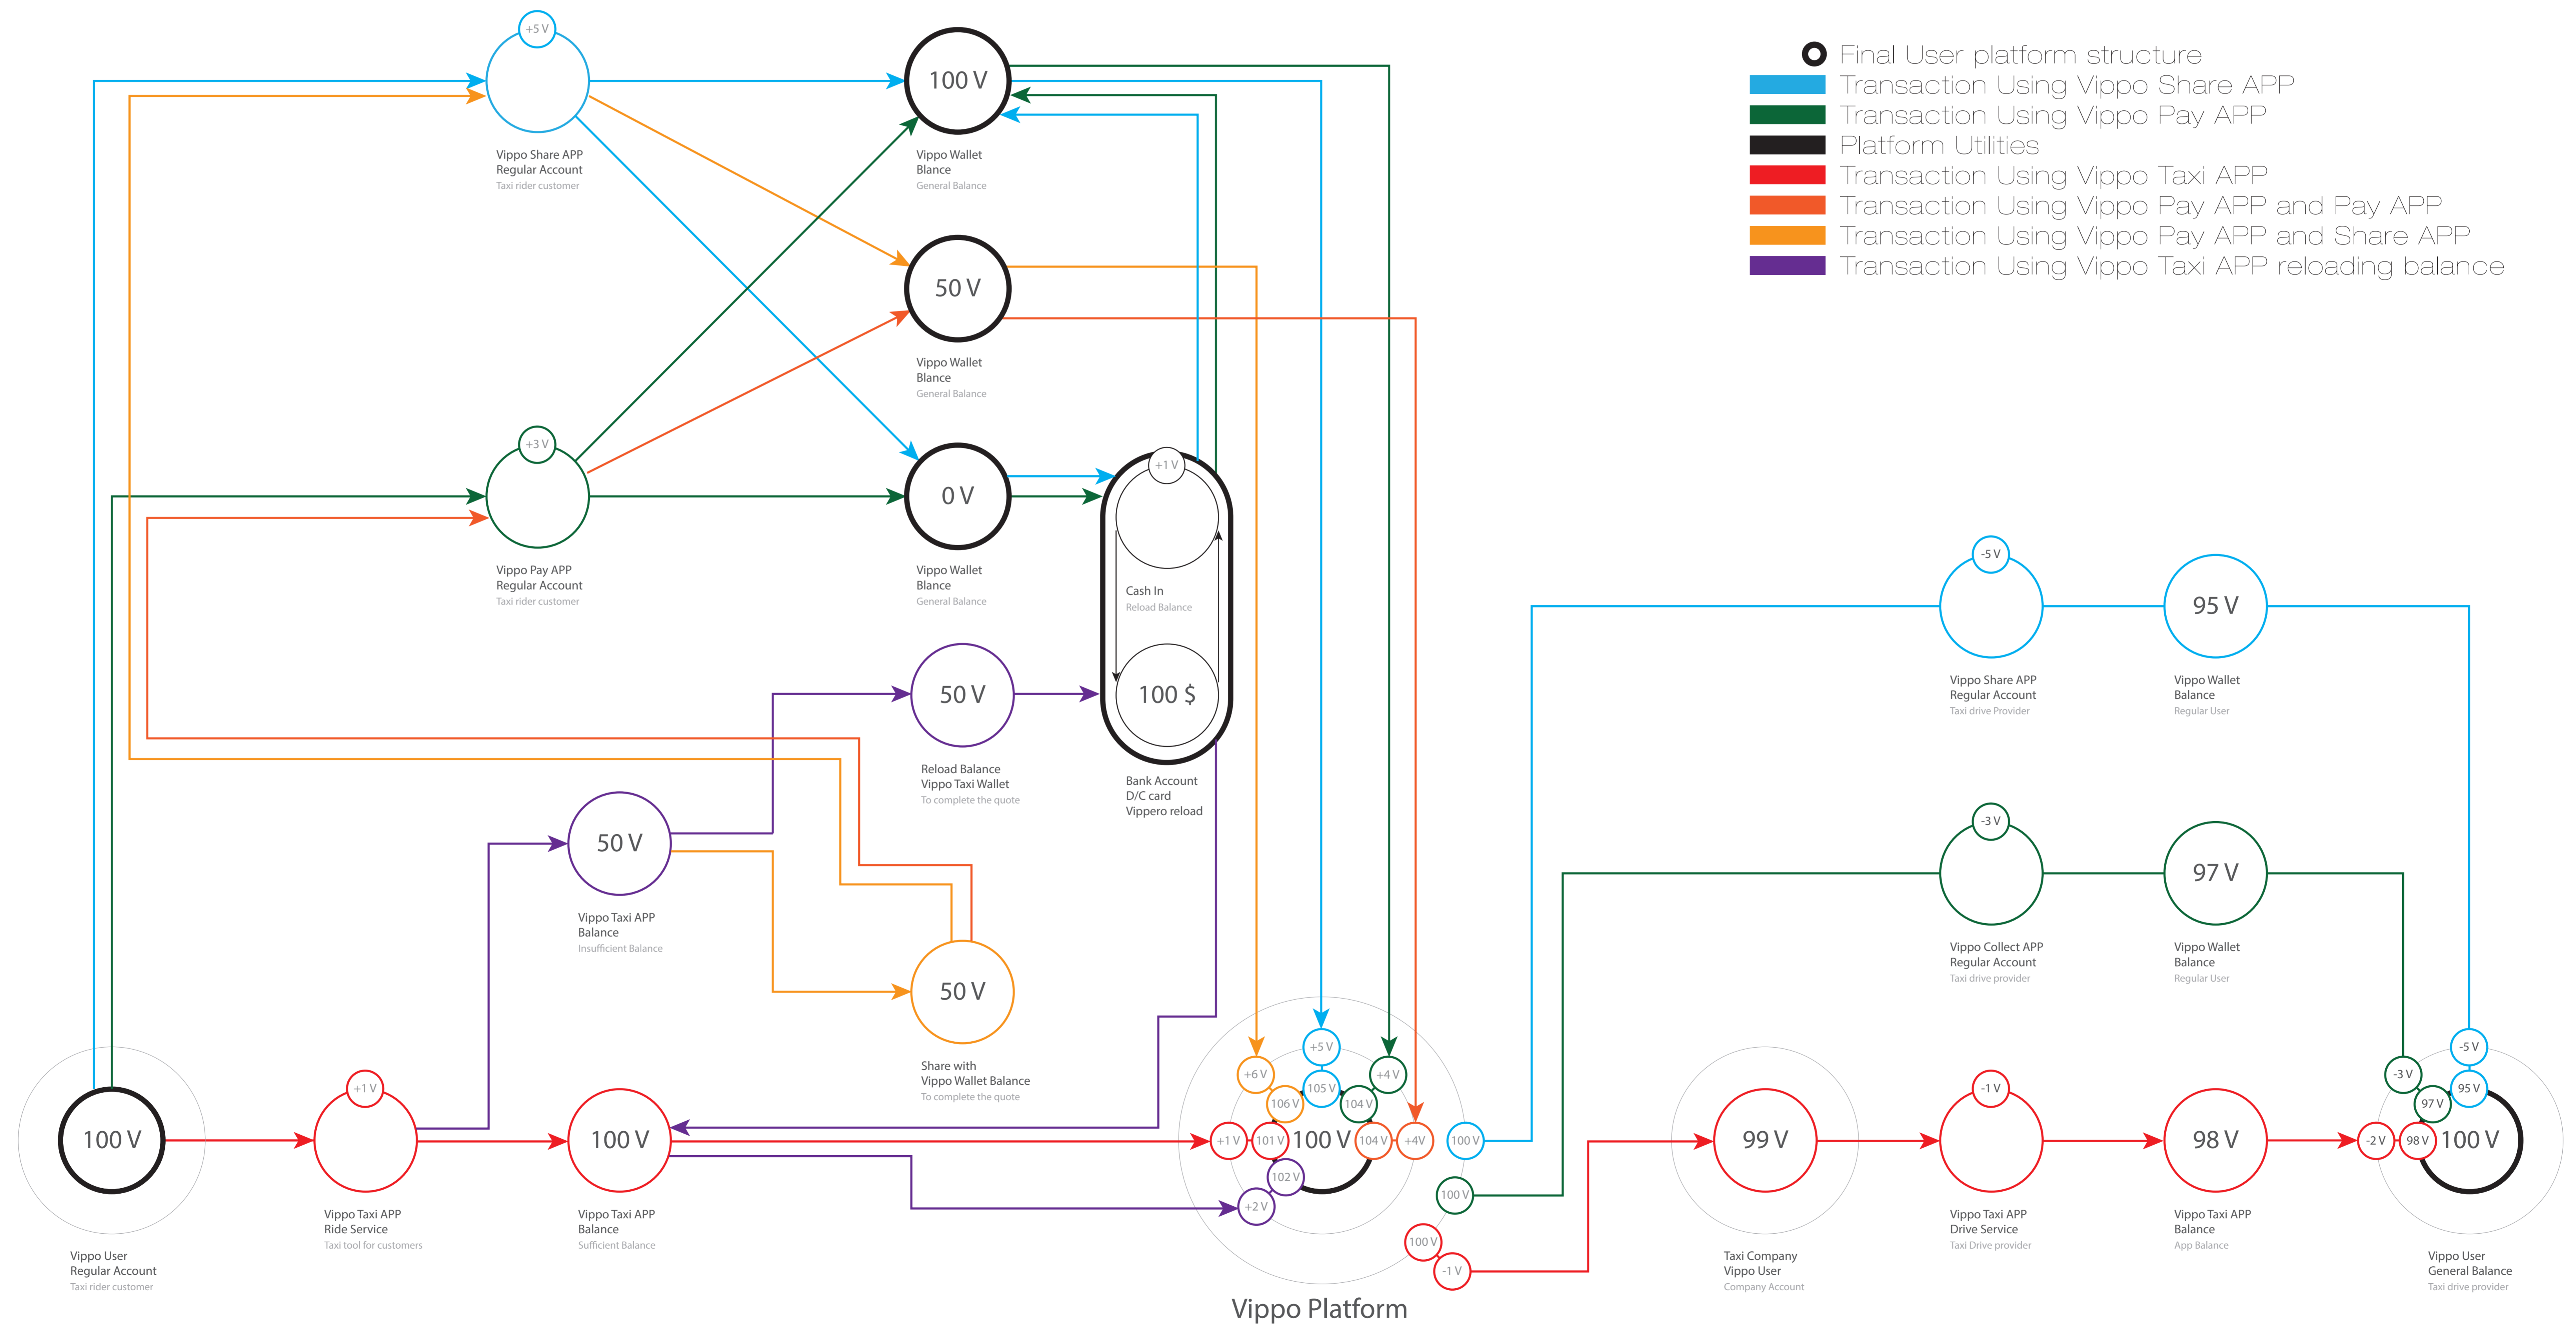 +5 V
100 V
Vippo Share APP
Regular Account
Taxi rider customer
Vippo Wallet
Blance
General Balance
Final User platform structure
Transaction Using Vippo Share APP
Transaction Using Vippo Pay APP
Platform Utilities
Transaction Using Vippo Taxi APP
Transaction Using Vippo Pay APP and Pay APP
Transaction Using Vippo Pay APP and Share APP
Transaction Using Vippo Taxi APP reloading balance
50 V
Vippo Wallet
Blance
General Balance
+3 V
Vippo Pay APP
Regular Account
Taxi rider customer
0 V
Vippo Wallet
Blance
General Balance
+1 V
Cash In
Reload Balance
100 $
Bank Account
D/C card
Vippero reload
50 V
Reload Balance
Vippo Taxi Wallet
To complete the quote
50 V
Vippo Taxi APP
Balance
Insufficient Balance
50 V
Share with
Vippo Wallet Balance
To complete the quote
100 V
Vippo User
Regular Account
Taxi rider customer
+1 V
Vippo Taxi APP
Ride Service
Taxi tool for customers
100 V
Vippo Taxi APP
Balance
Sufficient Balance
+5 V
+6 V
+4 V
105 V
106 V
104 V
+1 V
101 V
100 V
104 V
+4V
100 V
102 V
+2 V
100 V
100 V
-1 V
Vippo Platform
-5 V
Vippo Share APP
Regular Account
Taxi drive Provider
95 V
Vippo Wallet
Balance
Regular User
-3 V
Vippo Collect APP
Regular Account
Taxi drive provider
97 V
Vippo Wallet
Balance
Regular User
99 V
Taxi Company
Vippo User
Company Account
-1 V
Vippo Taxi APP
Drive Service
Taxi Drive provider
98 V
Vippo Taxi APP
Balance
App Balance
-5 V
-3 V
95 V
97 V
-2 V
98 V
100 V
Vippo User
General Balance
Taxi drive provider